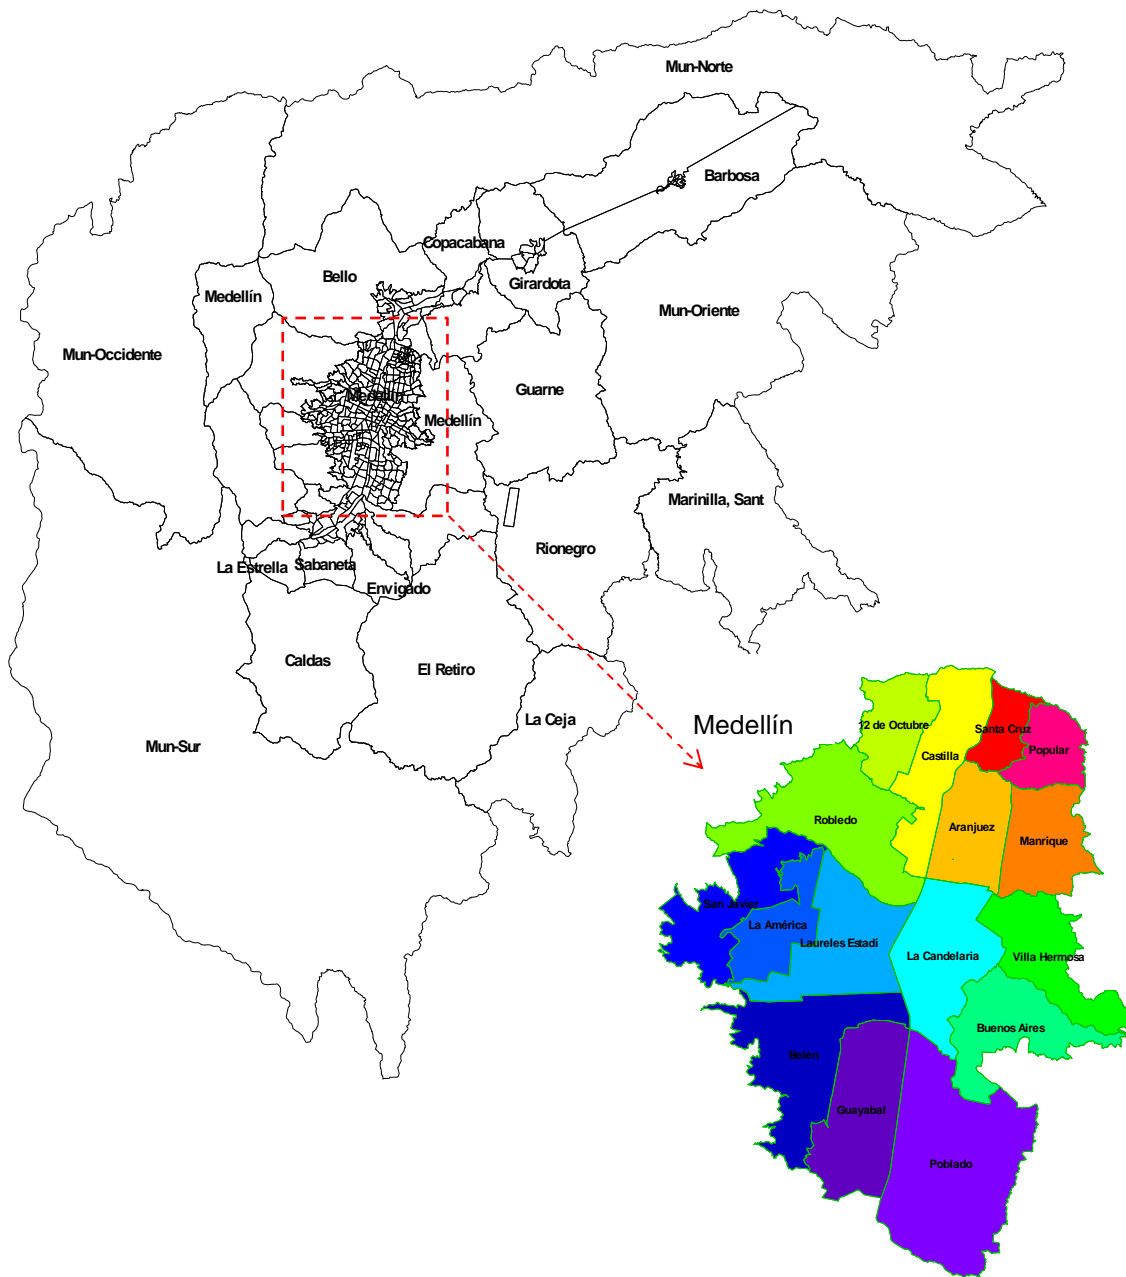 Mun-Norte
Barbosa
Copacabana
Bello
Girardota
Medellín
Mun-Oriente
Mun-Occidente
Guarne
Medellín
Medellín
Marinilla, Sant
Rionegro
La Estrella
Sabaneta
Envigado
Caldas
El Retiro
La Ceja
Mun-Sur
Medellín
12 de Octubre
Santa Cruz
Popular
Castilla
Robledo
Aranjuez
Manrique
San Javier
La América
Laureles Estadi
La Candelaria
Villa Hermosa
Buenos Aires
Belen
Guayabal
Poblado